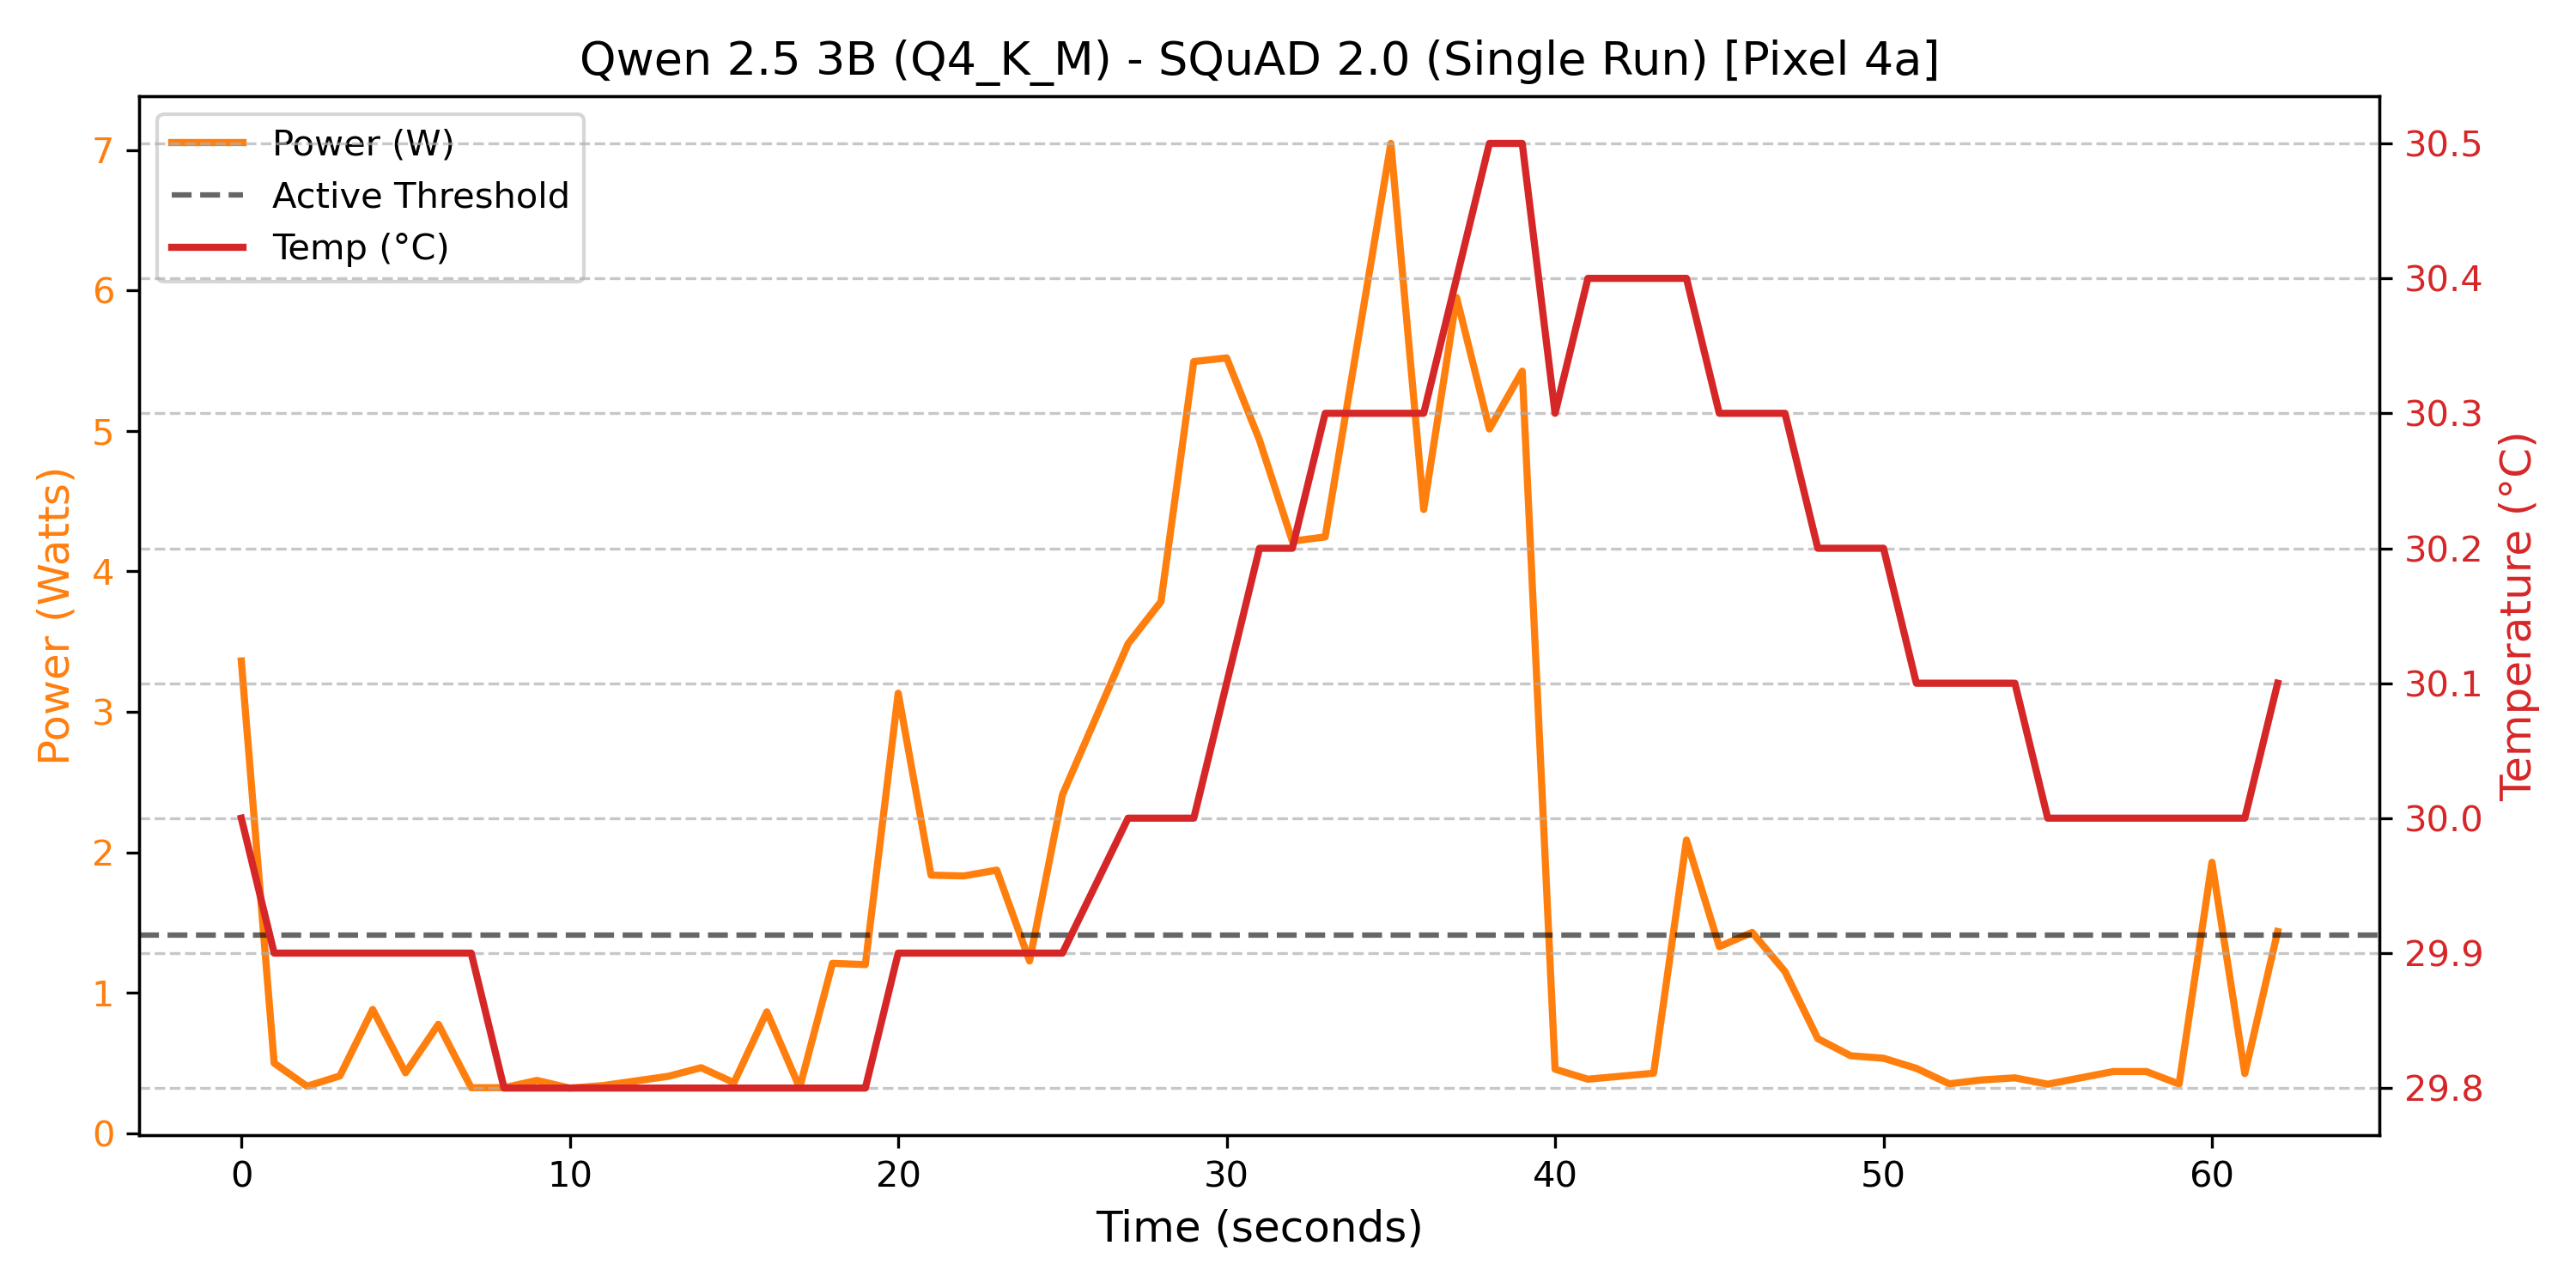 Qwen 2.5 3B (Q4_K_M) - SQuAD 2.0 (Single Run) [Pixel 4a]
Power (W)
Active Threshold
Temp (°C)
Power (Watts)
7
6
5
4
3
2
1
0
30.5
30.4
30.3
30.2
30.1
30.0
29.9
29.8
Temperature (°C)
0 10 20 30 40 50 60
Time (seconds)